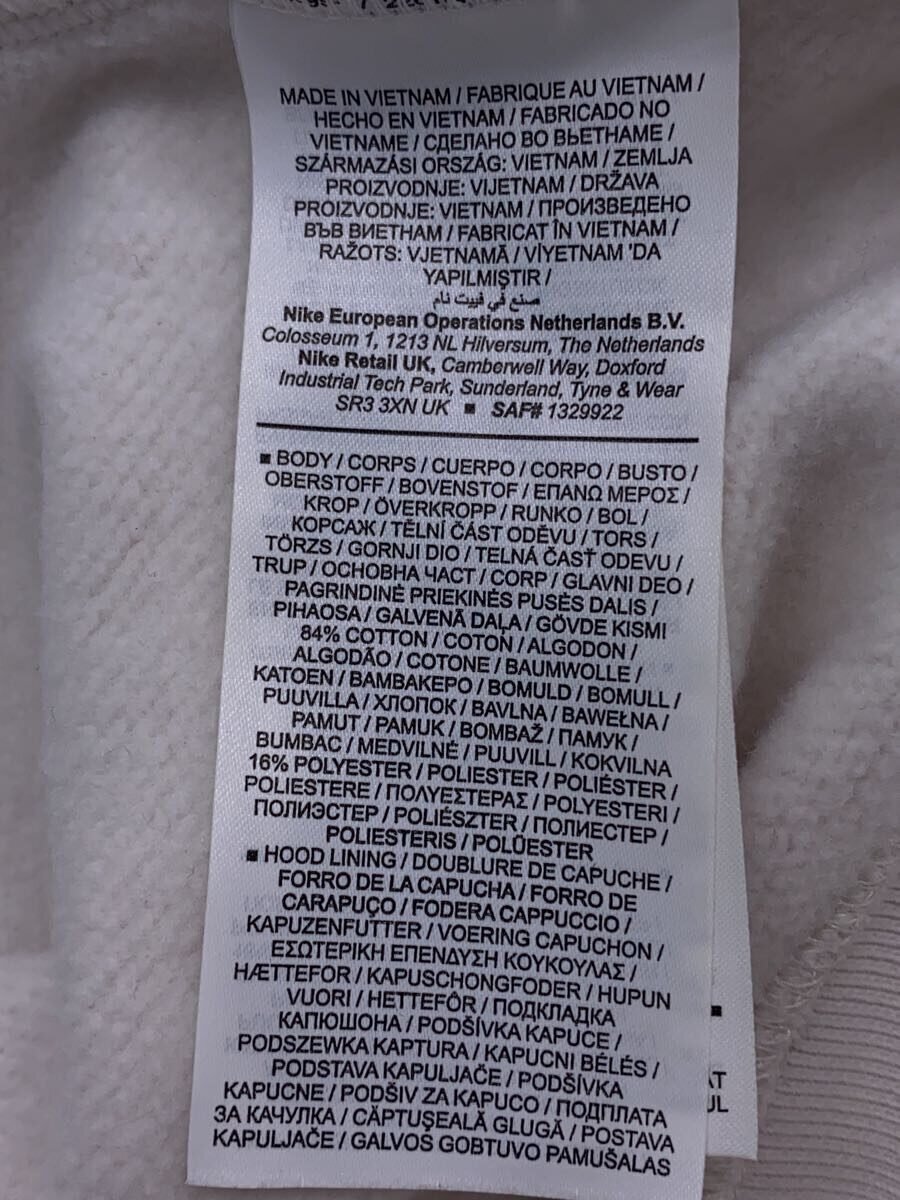 MADE IN VIETNAM / FABRIQUE AU VIETNAM /
HECHO EN VIETNAM / FABRICADO NO
VIETNAME / СДЕЛАНО ВО ВЬЕТНАМЕ /
SZÁRMAZÁSI ORSZÁG: VIETNAM / ZEMLJA
PROIZVODNJE: VIJETNAM / DRŽAVA
PROIZVODNJE: VIETNAM / ПРОИЗВЕДЕНО
ВЪВ ВИЕТНАМ / FABRICAT ÎN VIETNAM /
RAŽOTS: VJETNAMĀ / VİYETNAM 'DA
YAPILMIŞTIR /
صنع في فييت نام
Nike European Operations Netherlands B.V.
Colosseum 1, 1213 NL Hilversum, The Netherlands
Nike Retail UK, Camberwell Way, Doxford
Industrial Tech Park, Sunderland, Tyne & Wear
SR3 3XN UK ■ SAF# 1329922
■ BODY / CORPS / CUERPO / CORPO / BUSTO /
OBERSTOFF / BOVENSTOF / ΕΠΑΝΩ ΜΕΡΟΣ /
KROP / ÖVERKROPP / RUNKO / BOL /
КОРСАЖ / TĚLNÍ ČÁST ODĚVU / TORS /
TÖRZS / GORNJI DIO / TELNÁ ČASŤ ODEVU /
TRUP / ОСНОВНА ЧАСТ / CORP / GLAVNI DEO /
PAGRINDINĖ PRIEKINĖS PUSĖS DALIS /
PIHAOSA / GALVENĀ DAĻA / GÖVDE KISMI
84% COTTON / COTON / ALGODON /
ALGODÃO / COTONE / BAUMWOLLE /
KATOEN / ΒΑΜΒΑΚΕΡΟ / BOMULD / BOMULL /
PUUVILLA / ХЛОПОК / BAVLNA / BAWEŁNA /
PAMUT / PAMUK / BOMBAŽ / ПАМУК /
BUMBAC / MEDVILNĖ / PUUVILL / KOKVILNA
16% POLYESTER / POLIESTER / POLIÉSTER /
POLIESTERE / ΠΟΛΥΕΣΤΕΡΑΣ / POLYESTERI /
ПОЛИЭСТЕР / POLIÉSZTER / ПОЛИЕСТЕР /
POLIESTERIS / POLÜESTER
■ HOOD LINING / DOUBLURE DE CAPUCHE /
FORRO DE LA CAPUCHA / FORRO DE
CARAPUÇO / FODERA CAPPUCCIO /
KAPUZENFUTTER / VOERING CAPUCHON /
ΕΣΩΤΕΡΙΚΗ ΕΠΕΝΔΥΣΗ ΚΟΥΚΟΥΛΑΣ /
HÆTTEFOR / KAPUSCHONGFODER / HUPUN
VUORI / HETTEFÔR / ПОДКЛАДКА
КАПЮШОНА / PODŠÍVKA KAPUCE /
PODSZEWKA KAPTURA / KAPUCNI BÉLÉS /
PODSTAVA KAPULJAČE / PODŠÍVKA
KAPUCNE / PODŠIV ZA KAPUCO / ПОДПЛАТА
ЗА КАЧУЛКА / CĂPTUŞEALĂ GLUGĂ / POSTAVA
KAPULJAČE / GALVOS GOBTUVO PAMUŠALAS